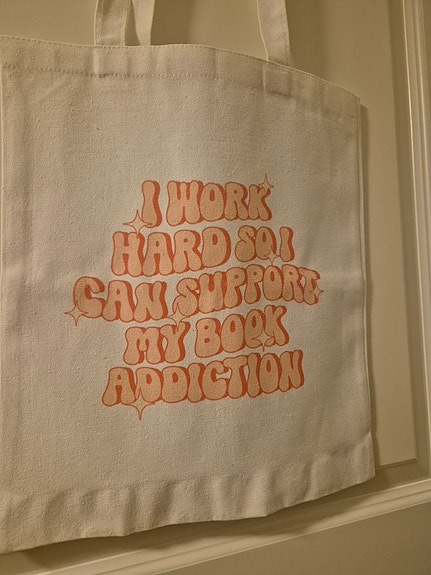 I WORK
HARD SO I
CAN SUPPORT
MY BOOK
ADDICTION